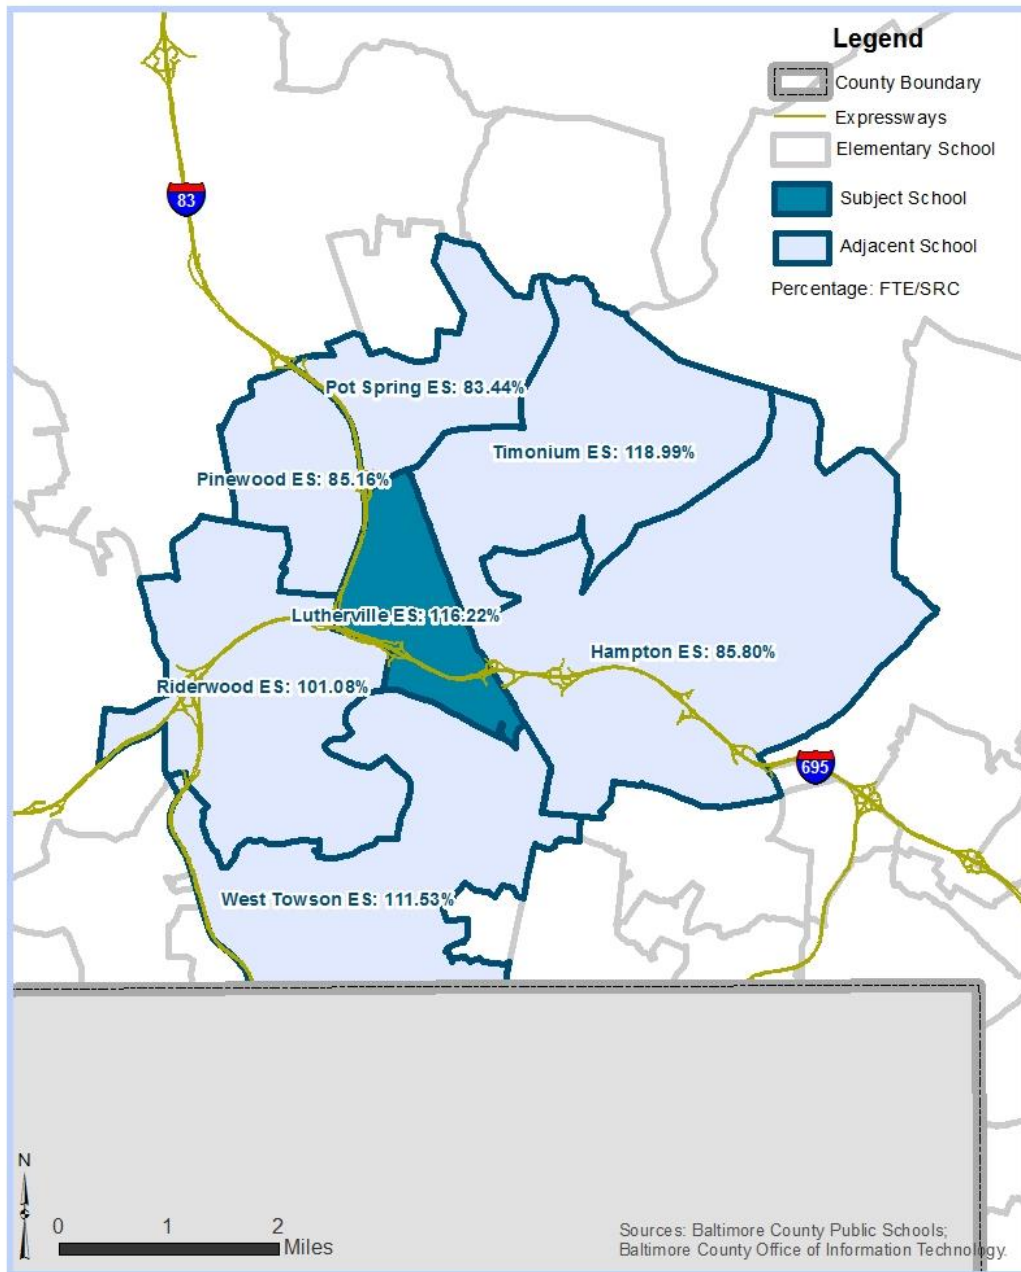 Legend
County Boundary
Expressways
Elementary School
83
Subject School
Adjacent School
Percentage: FTE/SRC
Pot Spring ES: 83.44%
Timonium ES: 118.99%
Pinewood ES: 85.16%
Lutherville ES: 116.22%
Hampton ES: 85.80%
Riderwood ES: 101.08%
695
West Towson ES: 111.53%
N
0 1 2
Miles
Sources: Baltimore County Public Schools;
Baltimore County Office of Information Technology.